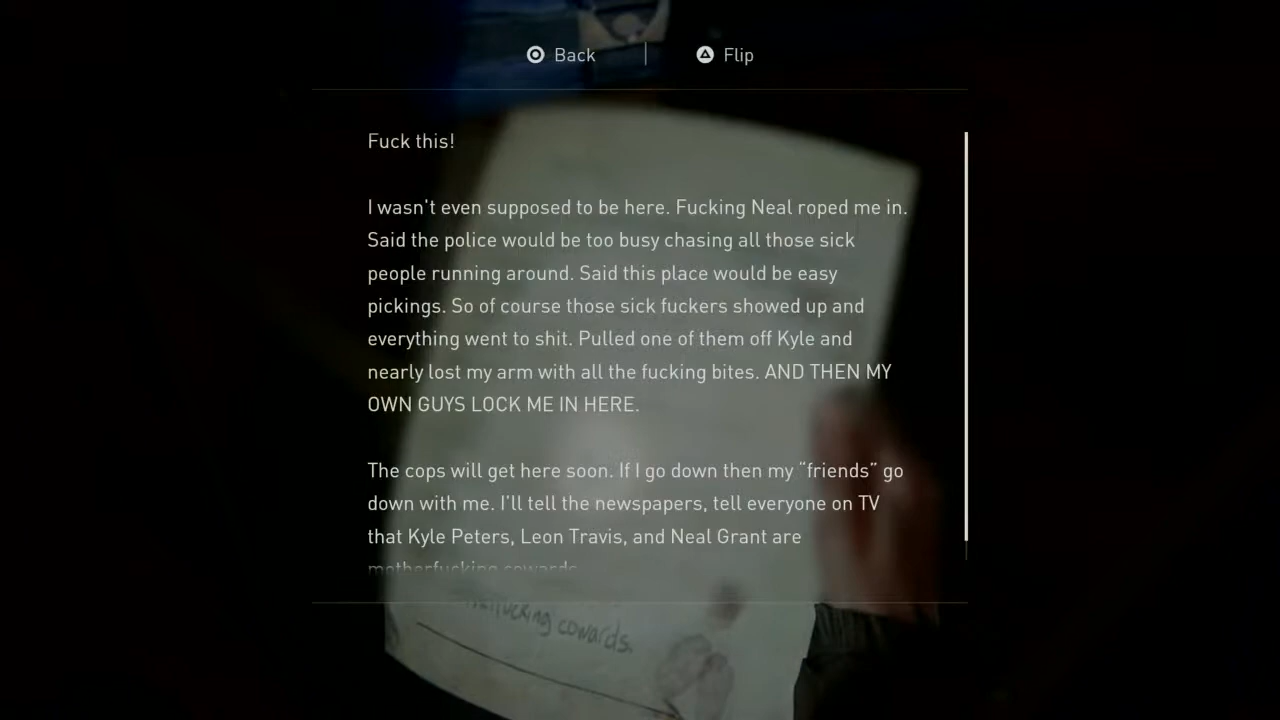 Back | Flip
Fuck this!
I wasn't even supposed to be here. Fucking Neal roped me in.
Said the police would be too busy chasing all those sick
people running around. Said this place would be easy
pickings. So of course those sick fuckers showed up and
everything went to shit. Pulled one of them off Kyle and
nearly lost my arm with all the fucking bites. AND THEN MY
OWN GUYS LOCK ME IN HERE.
The cops will get here soon. If I go down then my “friends” go
down with me. I'll tell the newspapers, tell everyone on TV
that Kyle Peters, Leon Travis, and Neal Grant are
motherfucking cowards.
cowards.